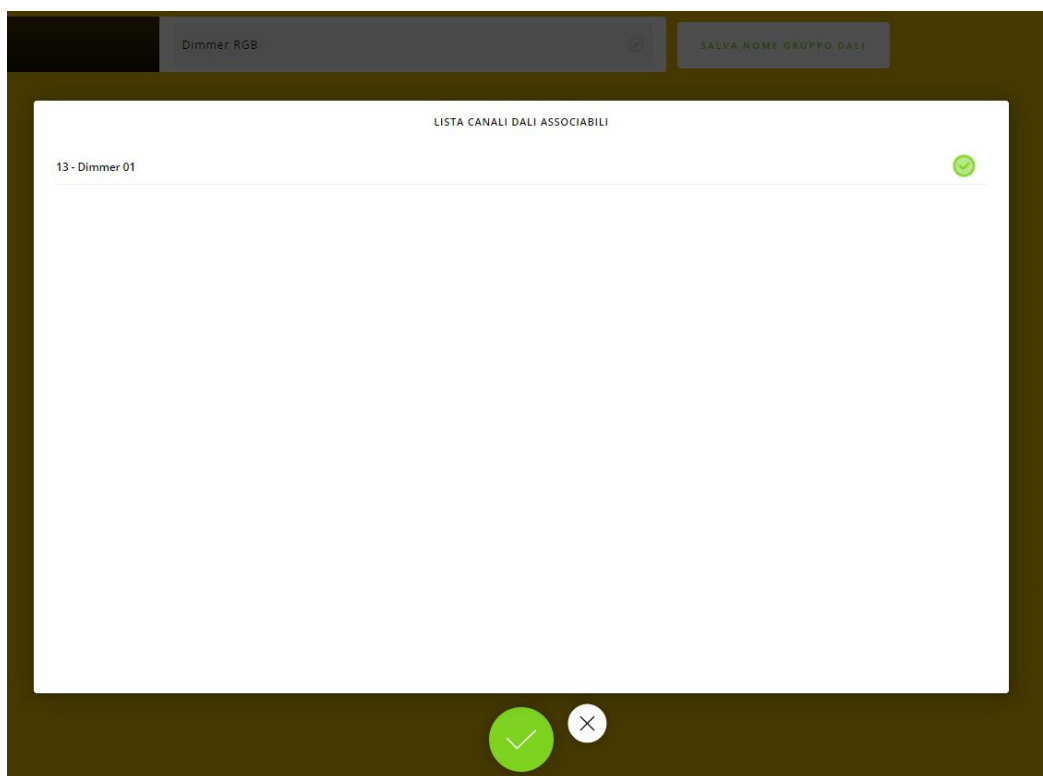 Dimmer RGB
SALVA NOME GRUPPO DALI
LISTA CANALI DALI ASSOCIABILI
13 - Dimmer 01